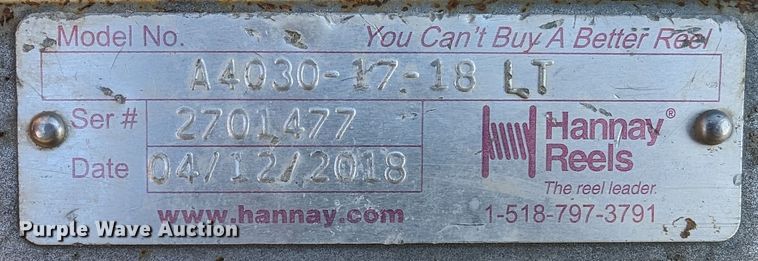 Model No. You Can't Buy A Better Reel
A4030-17-18 LT
Ser # 2701477
Date 04/12/2018
Hannay®
Reels
The reel leader.
www.hannay.com 1-518-797-3791
Purple Wave Auction